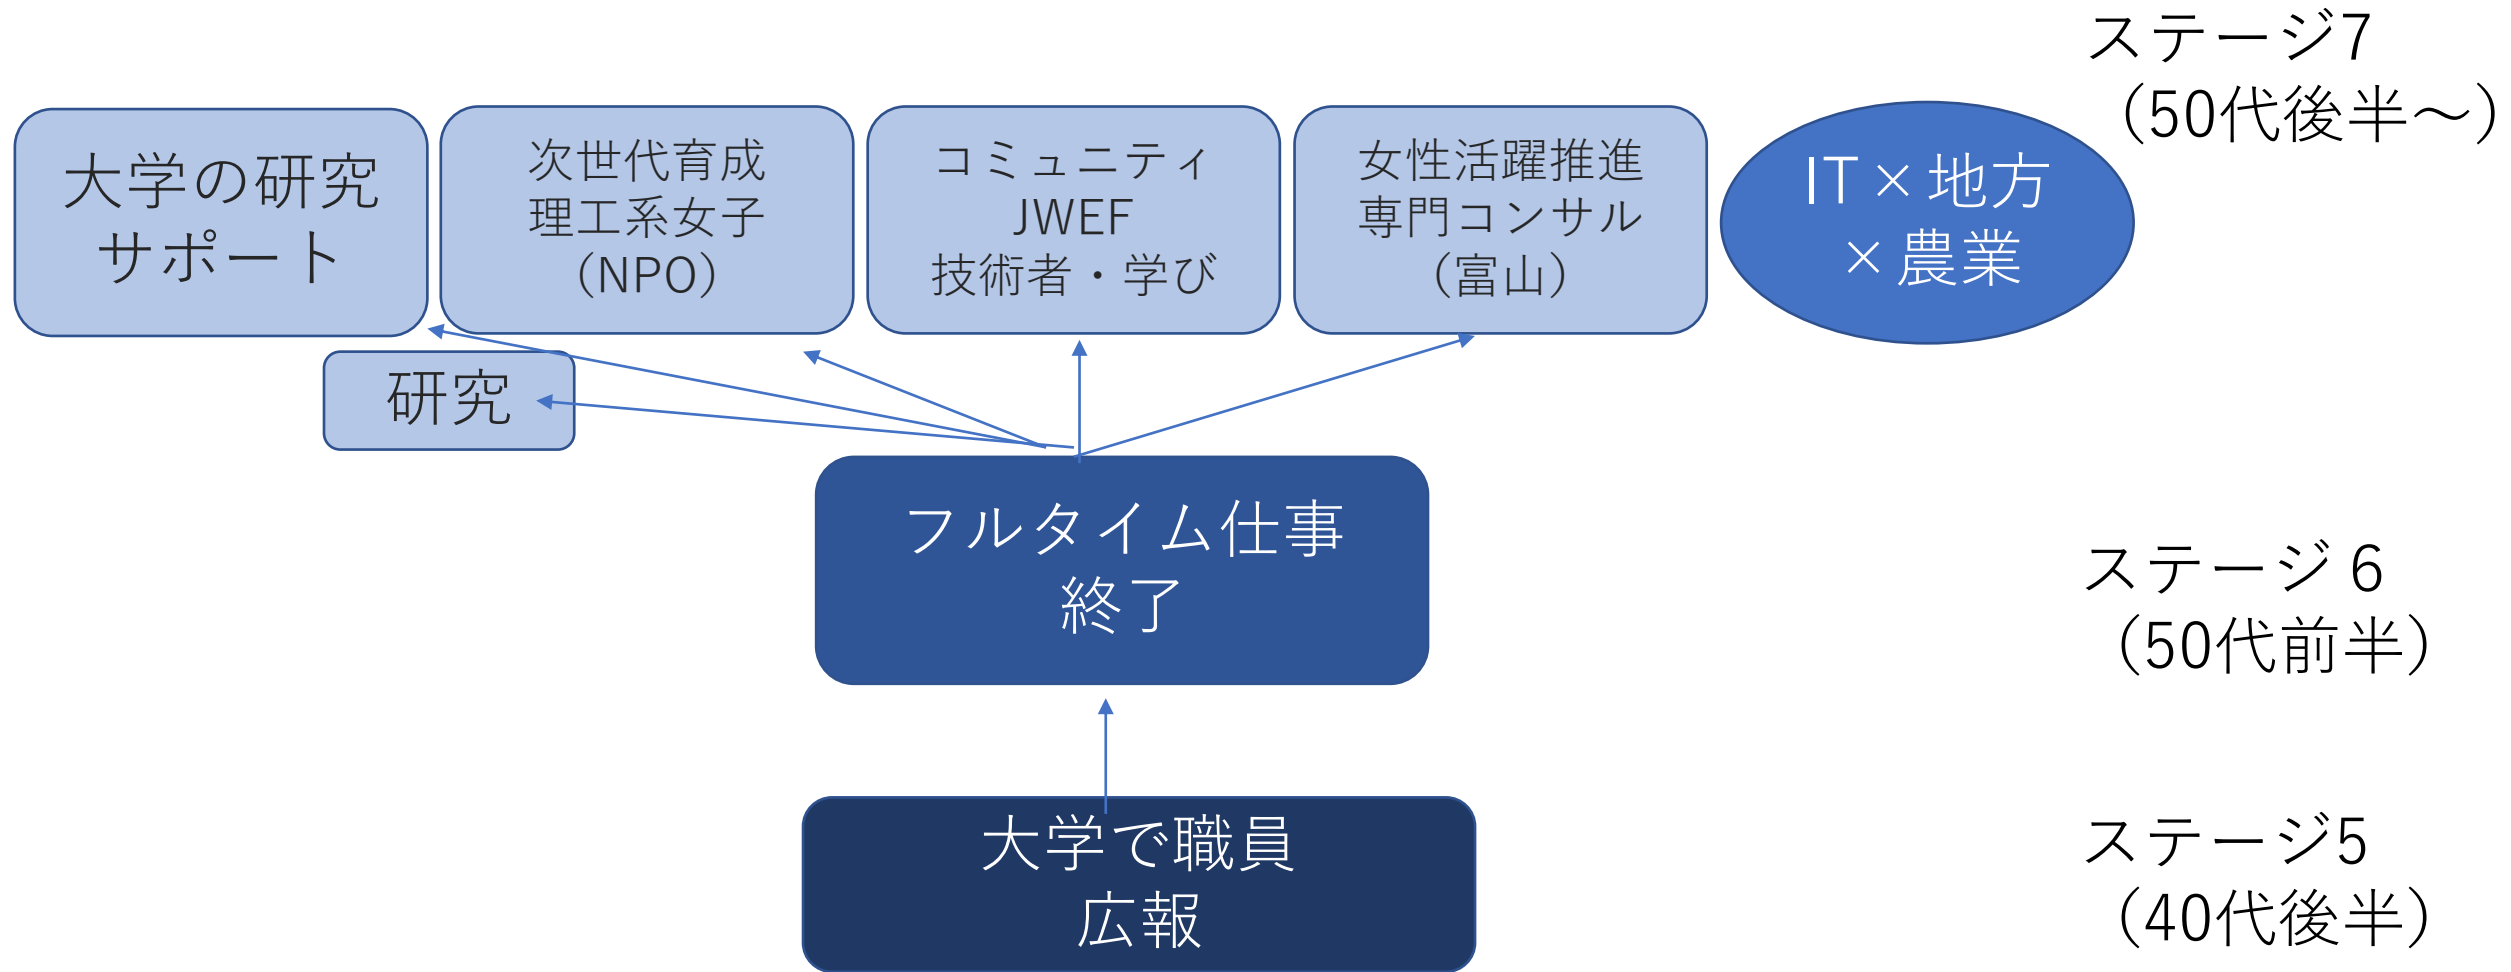 ステージ7
（50代後半～）
大学の研究
サポート
次世代育成
理工系女子
（NPO）
コミュニティ
JWEF
技術者・学び
女性活躍推進
専門コンサル
（富山）
IT × 地方
× 農業
研究
フルタイム仕事
終了
ステージ 6
（50代前半）
大学で職員
広報
ステージ5
（40代後半）